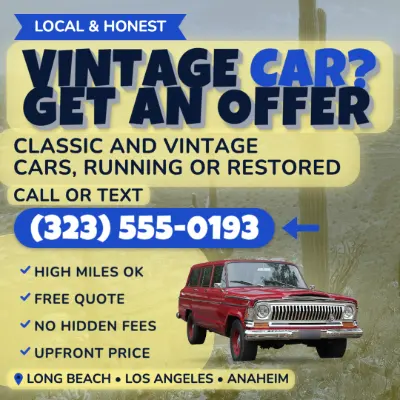 LOCAL & HONEST
VINTAGE CAR?
GET AN OFFER
CLASSIC AND VINTAGE
CARS, RUNNING OR RESTORED
CALL OR TEXT
(323) 555-0193
HIGH MILES OK
FREE QUOTE
NO HIDDEN FEES
UPFRONT PRICE
LONG BEACH • LOS ANGELES • ANAHEIM